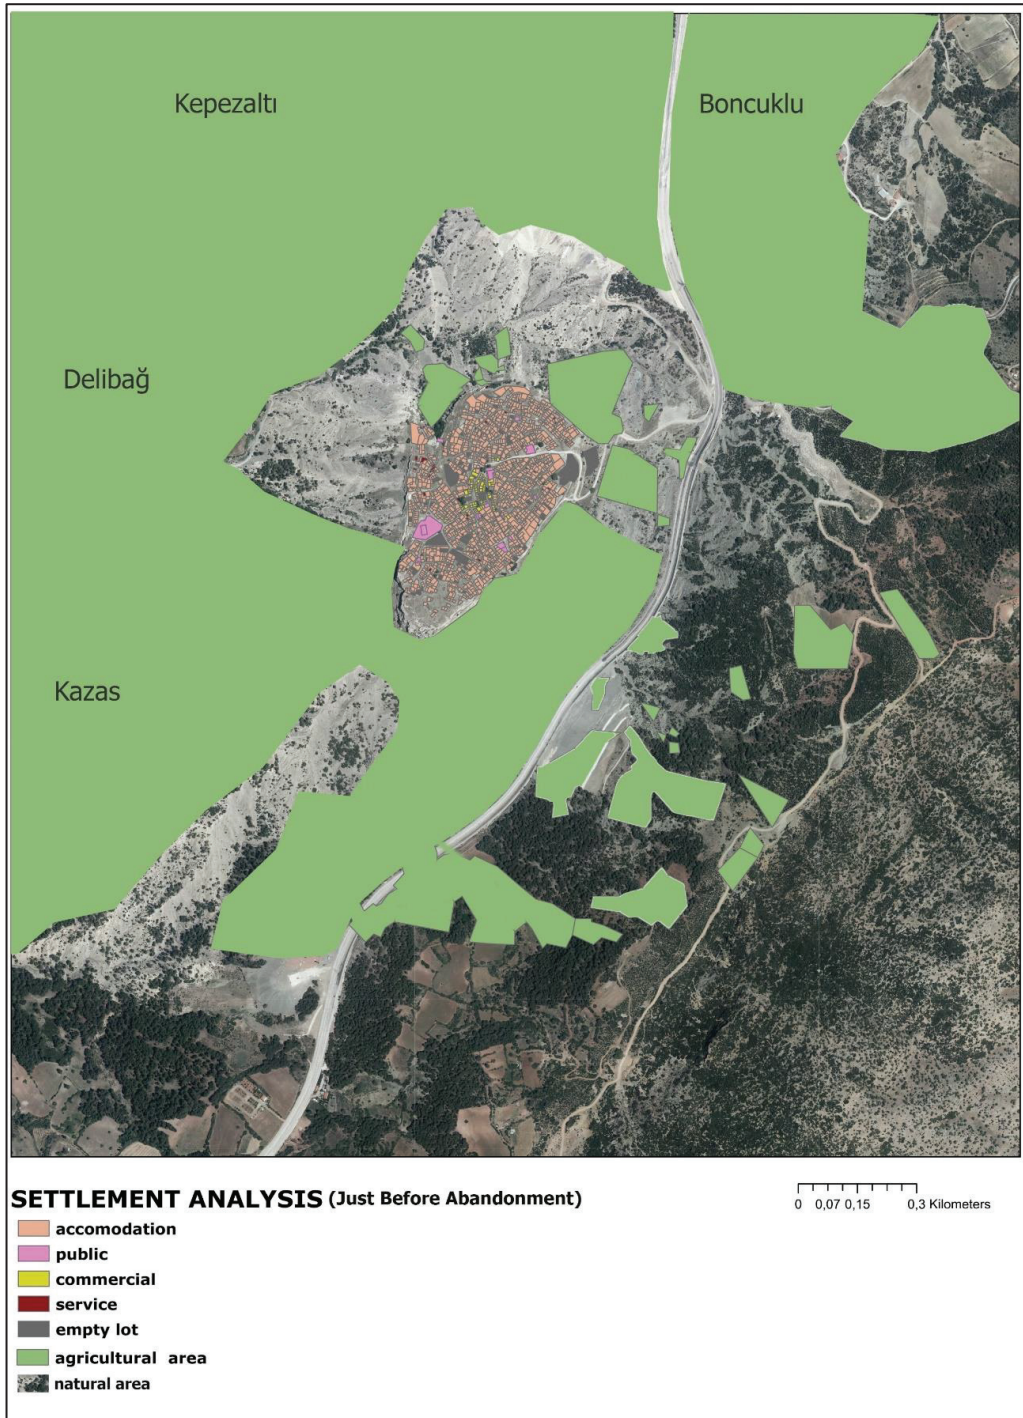 Kepezaltı
Boncuklu
Delibağ
Kazas
SETTLEMENT ANALYSIS (Just Before Abandonment)
accomodation
public
commercial
service
empty lot
agricultural area
natural area
0 0,07 0,15 0,3 Kilometers